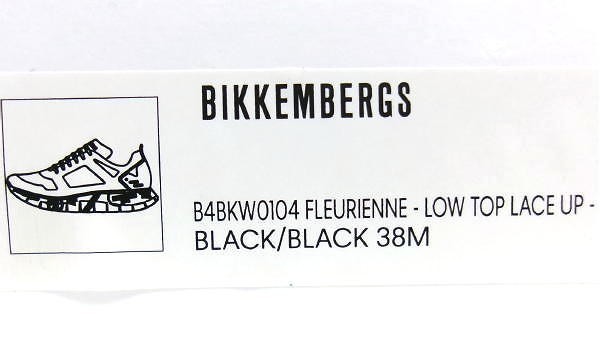 BIKKEMBERGS
B4BKW0104 FLEURIENNE - LOW TOP LACE UP -
BLACK/BLACK 38M